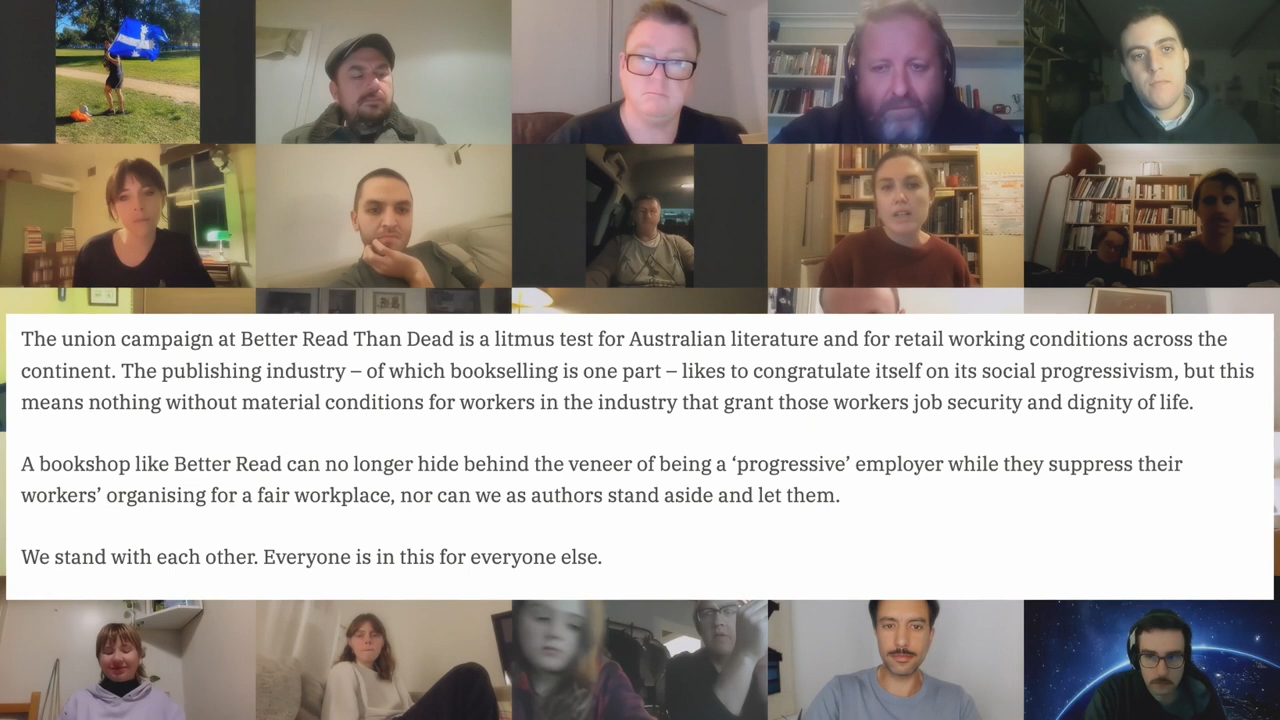 The union campaign at Better Read Than Dead is a litmus test for Australian literature and for retail working conditions across the
continent. The publishing industry – of which bookselling is one part – likes to congratulate itself on its social progressivism, but this
means nothing without material conditions for workers in the industry that grant those workers job security and dignity of life.
A bookshop like Better Read can no longer hide behind the veneer of being a ‘progressive’ employer while they suppress their
workers’ organising for a fair workplace, nor can we as authors stand aside and let them.
We stand with each other. Everyone is in this for everyone else.